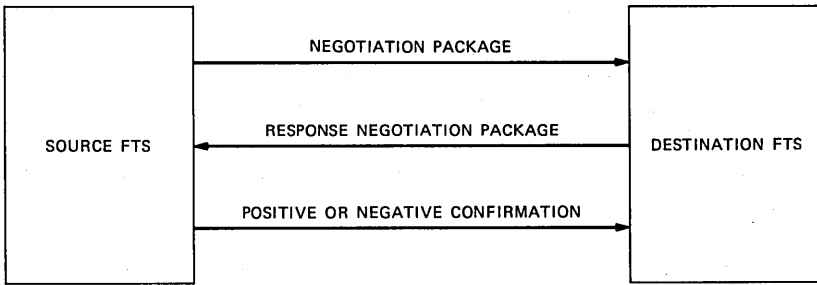 NEGOTIATION PACKAGE
SOURCE FTS
RESPONSE NEGOTIATION PACKAGE
DESTINATION FTS
POSITIVE OR NEGATIVE CONFIRMATION